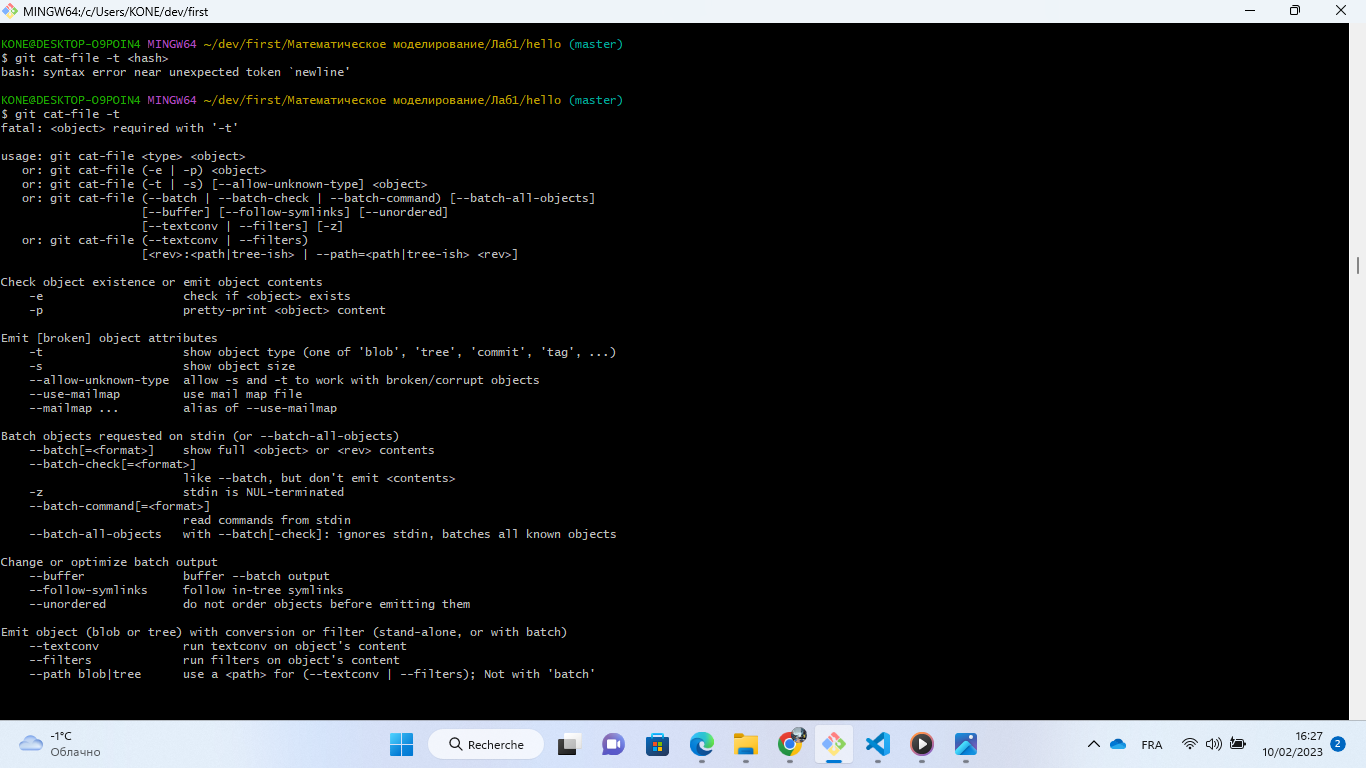 MINGW64:/c/Users/KONE/dev/first
KONE@DESKTOP-O9POIN4 MINGW64 ~/dev/first/Математическое моделирование/Лаб1/hello (master)
$ git cat-file -t <hash>
bash: syntax error near unexpected token `newline'
KONE@DESKTOP-O9POIN4 MINGW64 ~/dev/first/Математическое моделирование/Лаб1/hello (master)
$ git cat-file -t
fatal: <object> required with '-t'
usage: git cat-file <type> <object>
   or: git cat-file (-e | -p) <object>
   or: git cat-file (-t | -s) [--allow-unknown-type] <object>
   or: git cat-file (--batch | --batch-check | --batch-command) [--batch-all-objects]
                    [--buffer] [--follow-symlinks] [--unordered]
                    [--textconv | --filters] [-z]
   or: git cat-file (--textconv | --filters)
                    [<rev>:<path|tree-ish> | --path=<path|tree-ish> <rev>]
Check object existence or emit object contents
    -e                    check if <object> exists
    -p                    pretty-print <object> content
Emit [broken] object attributes
    -t                    show object type (one of 'blob', 'tree', 'commit', 'tag', ...)
    -s                    show object size
    --allow-unknown-type  allow -s and -t to work with broken/corrupt objects
    --use-mailmap         use mail map file
    --mailmap ...         alias of --use-mailmap
Batch objects requested on stdin (or --batch-all-objects)
    --batch[=<format>]    show full <object> or <rev> contents
    --batch-check[=<format>]
                          like --batch, but don't emit <contents>
    -z                    stdin is NUL-terminated
    --batch-command[=<format>]
                          read commands from stdin
    --batch-all-objects   with --batch[-check]: ignores stdin, batches all known objects
Change or optimize batch output
    --buffer              buffer --batch output
    --follow-symlinks     follow in-tree symlinks
    --unordered           do not order objects before emitting them
Emit object (blob or tree) with conversion or filter (stand-alone, or with batch)
    --textconv            run textconv on object's content
    --filters             run filters on object's content
    --path blob|tree      use a <path> for (--textconv | --filters); Not with 'batch'
-1°C
Облачно
Recherche
FRA
16:27
10/02/2023
2